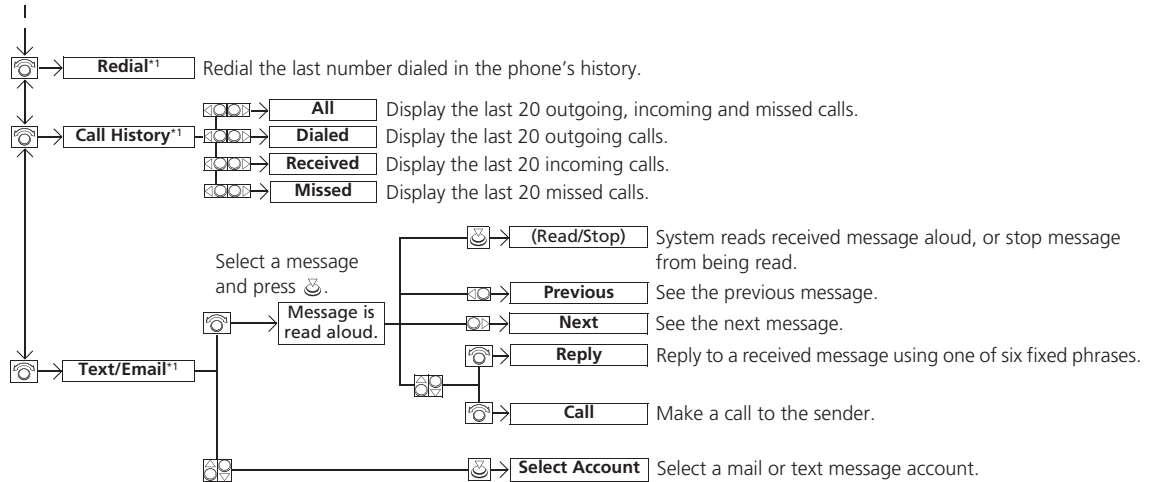 Redial*1 Redial the last number dialed in the phone's history.
Call History*1
All Display the last 20 outgoing, incoming and missed calls.
Dialed Display the last 20 outgoing calls.
Received Display the last 20 incoming calls.
Missed Display the last 20 missed calls.
Text/Email*1
Select a message
and press .
Message is
read aloud.
(Read/Stop) System reads received message aloud, or stop message
from being read.
Previous See the previous message.
Next See the next message.
Reply Reply to a received message using one of six fixed phrases.
Call Make a call to the sender.
Select Account Select a mail or text message account.